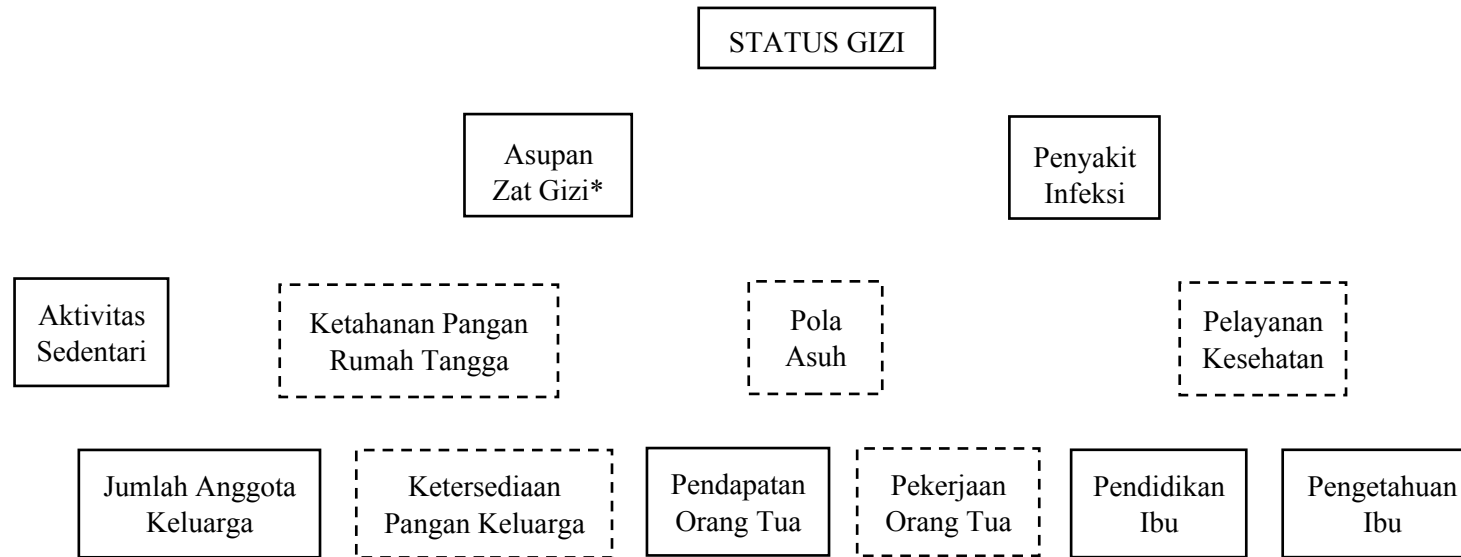 STATUS GIZI
Asupan
Zat Gizi*
Penyakit
Infeksi
Aktivitas
Sedentari
Ketahanan Pangan
Rumah Tangga
Pola
Asuh
Pelayanan
Kesehatan
Jumlah Anggota
Keluarga
Ketersediaan
Pangan Keluarga
Pendapatan
Orang Tua
Pekerjaan
Orang Tua
Pendidikan
Ibu
Pengetahuan
Ibu